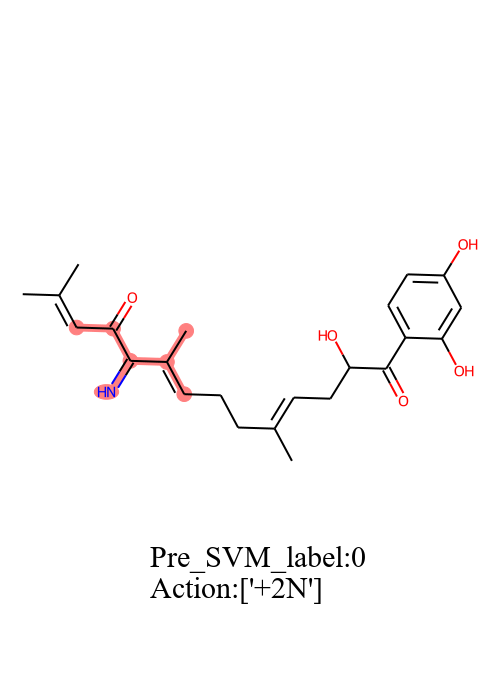 OH
O
HO
HN
OH
O
Pre_SVM_label:0
Action:['+2N']